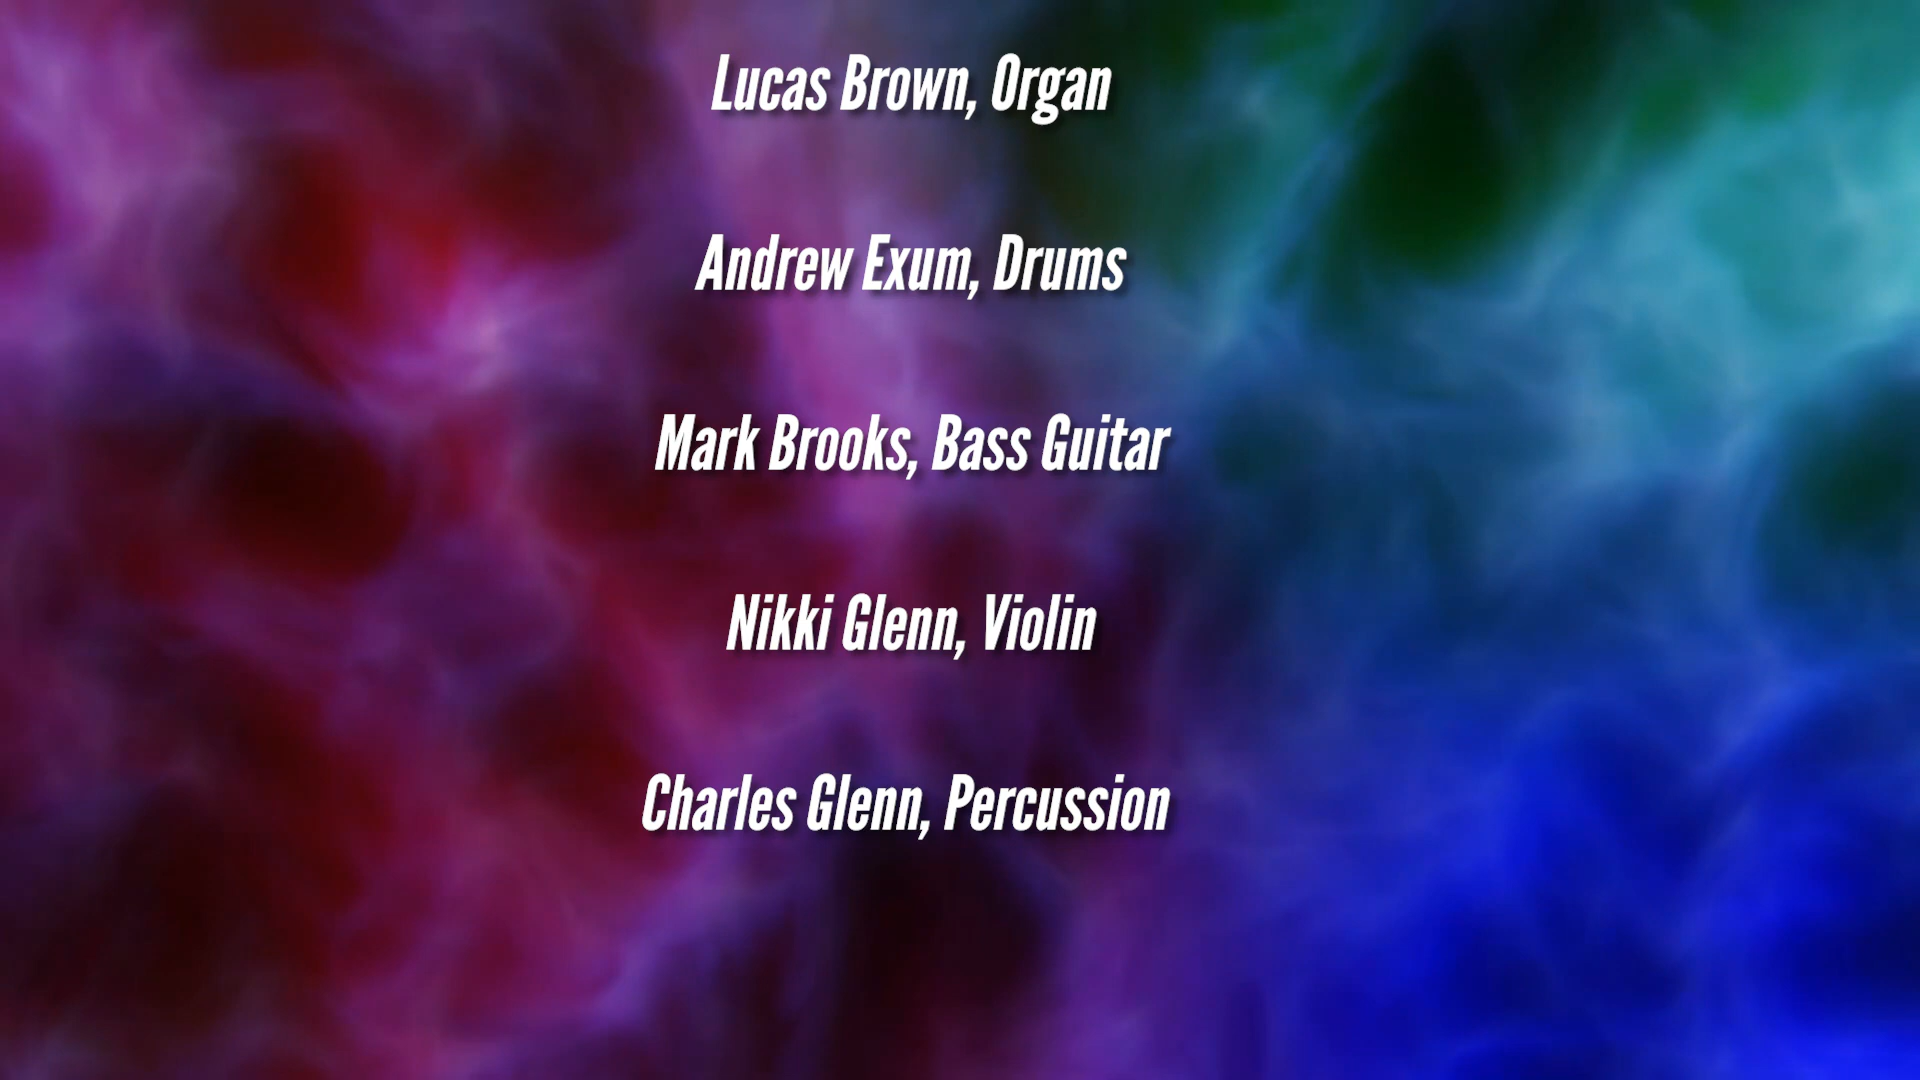 Lucas Brown, Organ
Andrew Exum, Drums
Mark Brooks, Bass Guitar
Nikki Glenn, Violin
Charles Glenn, Percussion